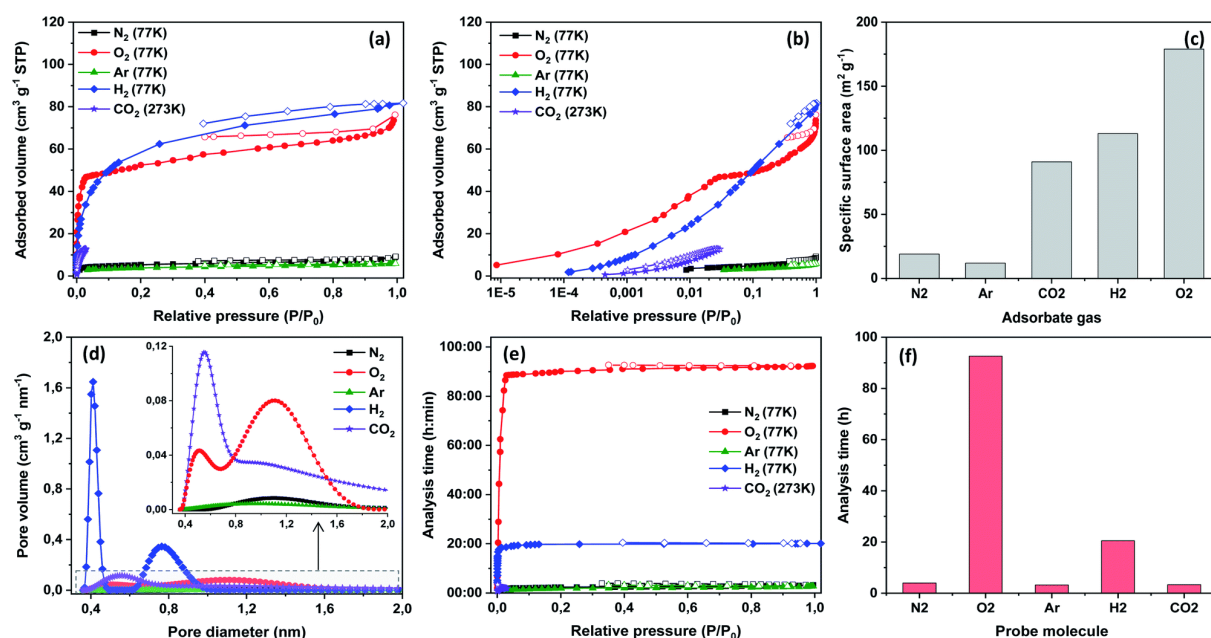 (a)
N₂ (77K)
O₂ (77K)
Ar (77K)
H₂ (77K)
CO₂ (273K)
Adsorbed volume (cm³ g⁻¹ STP)
120
100
80
60
40
20
0
0,0 0,2 0,4 0,6 0,8 1,0
Relative pressure (P/P₀)
(b)
N₂ (77K)
O₂ (77K)
Ar (77K)
H₂ (77K)
CO₂ (273K)
Adsorbed volume (cm³ g⁻¹ STP)
120
100
80
60
40
20
0
1E-5 1E-4 0,001 0,01 0,1 1
Relative pressure (P/P₀)
(c)
Specific surface area (m² g⁻¹)
200
150
100
50
0
N2 Ar CO2 H2 O2
Adsorbate gas
(d)
Pore volume (cm³ g⁻¹ nm⁻¹)
2,0
1,6
1,2
0,8
0,4
0,0
0,4 0,8 1,2 1,6 2,0
Pore diameter (nm)
0,12
0,08
0,04
0,00
0,4 0,8 1,2 1,6 2,0
N₂
O₂
Ar
H₂
CO₂
(e)
Analysis time (h:min)
100:00
80:00
60:00
40:00
20:00
00:00
N₂ (77K)
O₂ (77K)
Ar (77K)
H₂ (77K)
CO₂ (273K)
0,0 0,2 0,4 0,6 0,8 1,0
Relative pressure (P/P₀)
(f)
Analysis time (h)
100
80
60
40
20
0
N2 O2 Ar H2 CO2
Probe molecule